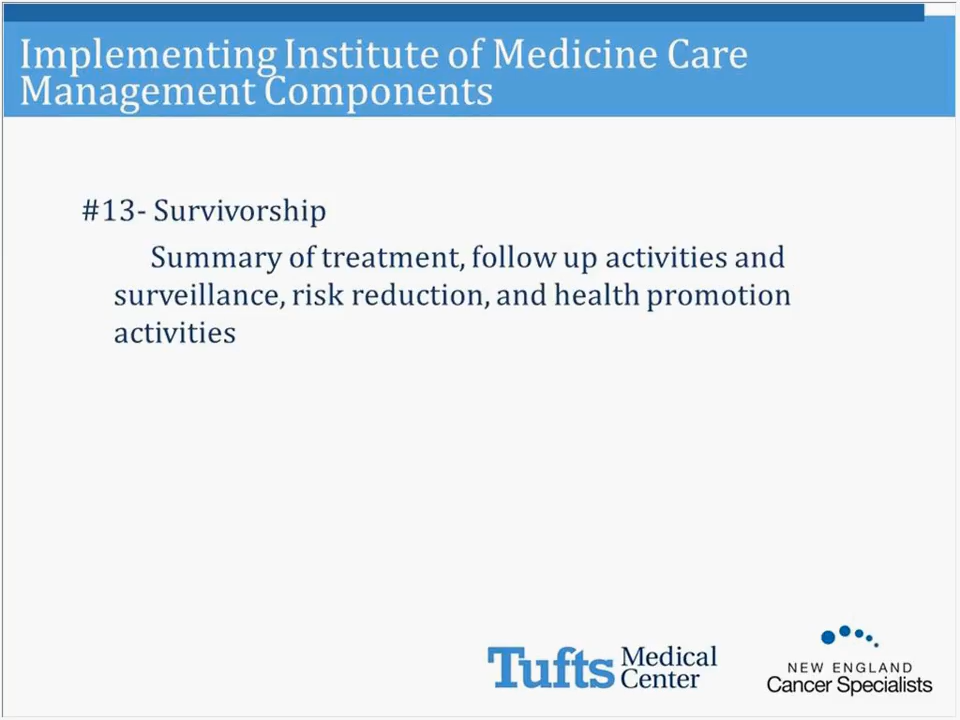 Implementing Institute of Medicine Care
Management Components
#13- Survivorship
Summary of treatment, follow up activities and
surveillance, risk reduction, and health promotion
activities
Tufts Medical
Center
NEW ENGLAND
Cancer Specialists